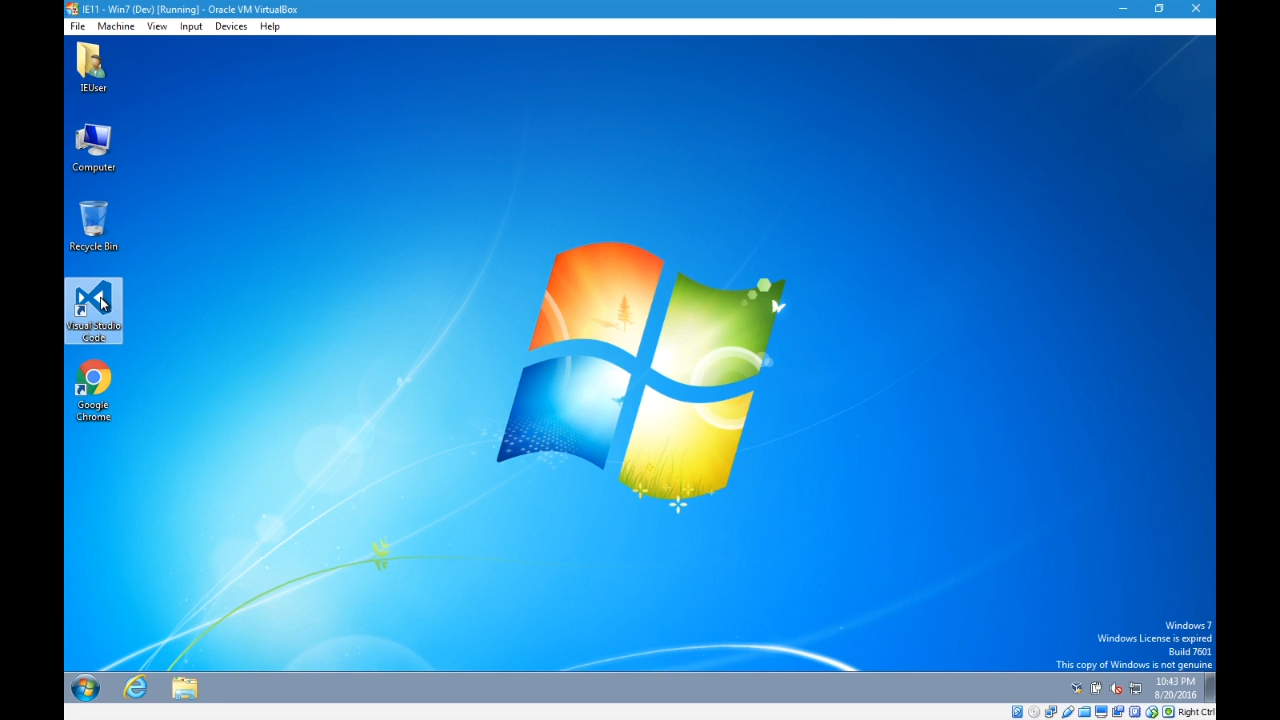 IE11 - Win7 (Dev) [Running] - Oracle VM VirtualBox
File Machine View Input Devices Help
IEUser
Computer
Recycle Bin
Visual Studio
Code
Google
Chrome
Windows 7
Windows License is expired
Build 7601
This copy of Windows is not genuine
10:43 PM
8/20/2016
Right Ctrl